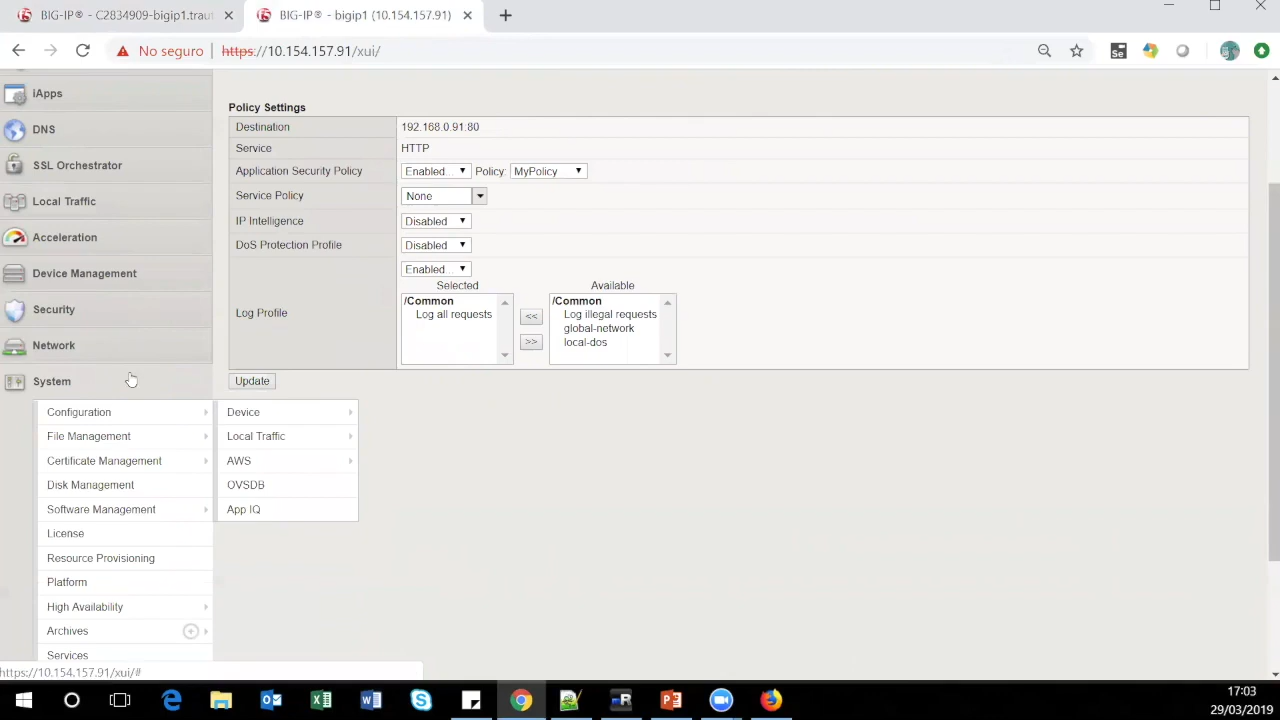 BIG-IP® - C2834909-bigip1.traut
BIG-IP® - bigip1 (10.154.157.91)
No seguro
https://10.154.157.91/xui/
Se
iApps
DNS
SSL Orchestrator
Local Traffic
Acceleration
Device Management
Security
Network
System
Configuration
File Management
Certificate Management
Disk Management
Software Management
License
Resource Provisioning
Platform
High Availability
Archives
Services
Device
Local Traffic
AWS
OVSDB
App IQ
Policy Settings
Destination 192.168.0.91:80
Service HTTP
Application Security Policy Enabled... Policy: MyPolicy
Service Policy None
IP Intelligence Disabled
DoS Protection Profile Disabled
Log Profile Enabled...
Selected Available
/Common /Common
Log all requests Log illegal requests
<< global-network
>> local-dos
Update
https://10.154.157.91/xui/#
17:03
29/03/2019